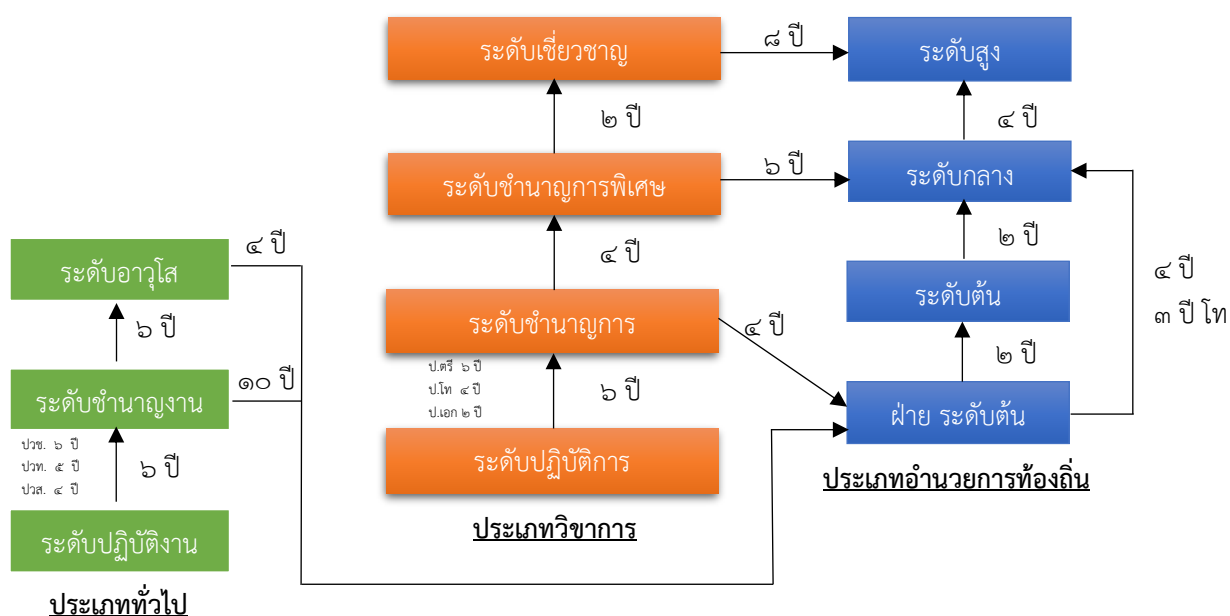 ระดับเชี่ยวชาญ
๘ ปี
ระดับสูง
๒ ปี
๔ ปี
ระดับชำนาญการพิเศษ
๖ ปี
ระดับกลาง
๔ ปี
๔ ปี
๒ ปี
ระดับอาวุโส
๔ ปี
๓ ปี โท
ระดับต้น
ระดับชำนาญการ
๖ ปี
๔ ปี
๒ ปี
ป.ตรี ๖ ปี
ป.โท ๔ ปี
ป.เอก ๒ ปี
๖ ปี
๑๐ ปี
ระดับชำนาญงาน
ฝ่าย ระดับต้น
ปวช. ๖ ปี
ปวท. ๕ ปี
ปวส. ๔ ปี
๖ ปี
ระดับปฏิบัติการ
ประเภทอำนวยการท้องถิ่น
ประเภทวิขาการ
ระดับปฏิบัติงาน
ประเภททั่วไป